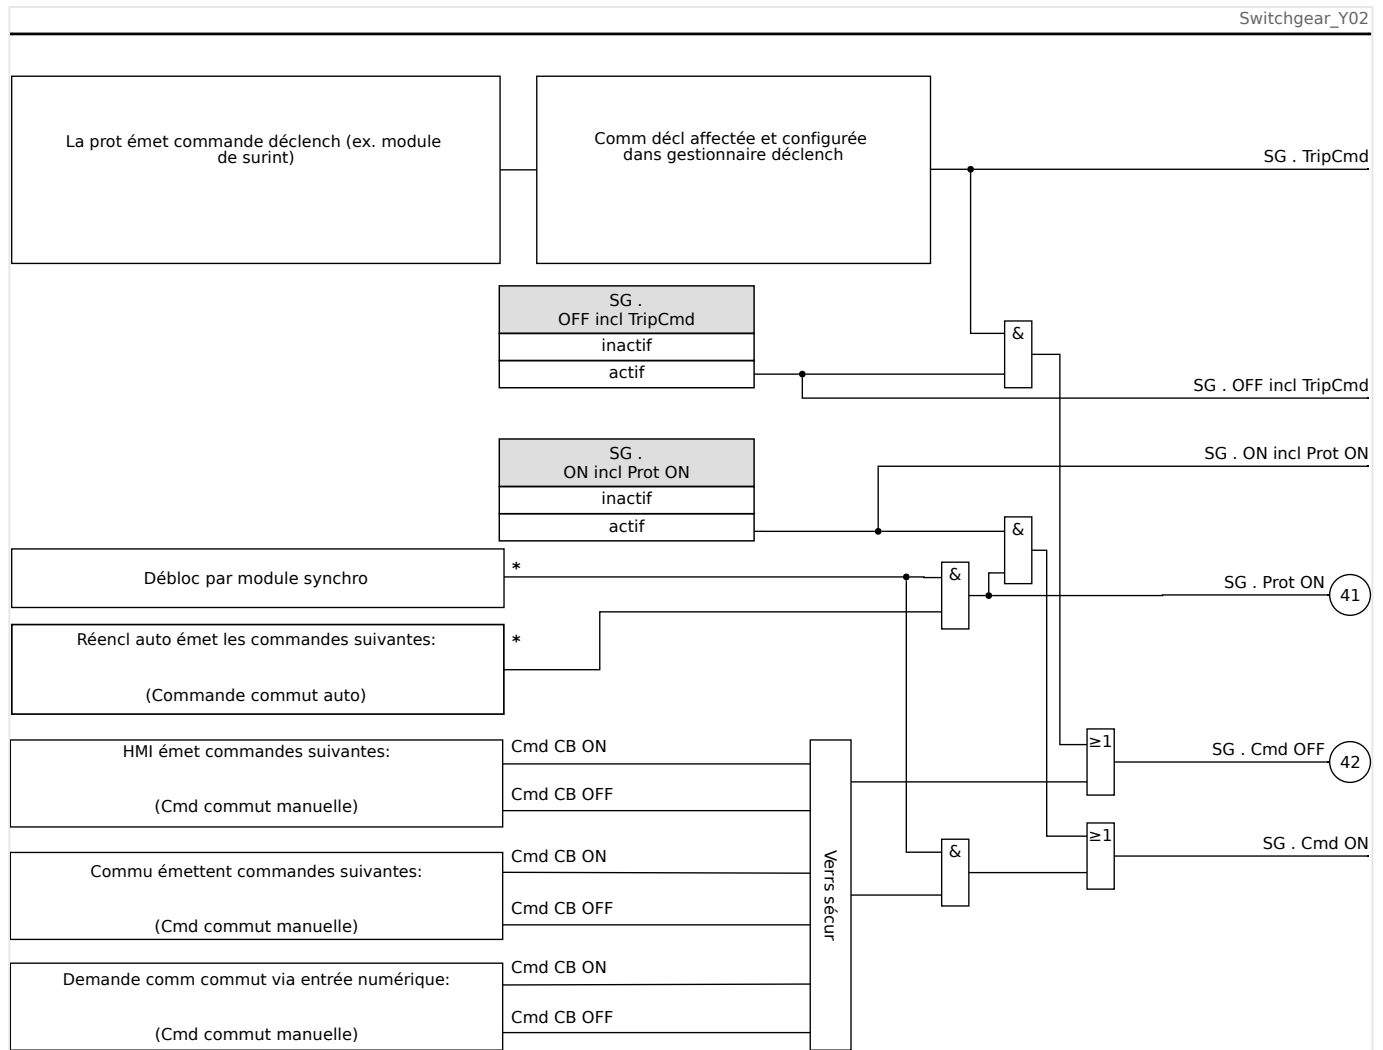 Switchgear_Y02
La prot émet commande déclench (ex. module
de surint)
Comm décl affectée et configurée
dans gestionnaire déclench
SG . TripCmd
SG .
OFF incl TripCmd
inactif
actif
&
SG . OFF incl TripCmd
SG .
ON incl Prot ON
inactif
actif
SG . ON incl Prot ON
&
Débloc par module synchro
*
&
SG . Prot ON
41
Réencl auto émet les commandes suivantes:
(Commande commut auto)
*
HMI émet commandes suivantes:
(Cmd commut manuelle)
Cmd CB ON
Cmd CB OFF
≥1
SG . Cmd OFF
42
Commu émettent commandes suivantes:
(Cmd commut manuelle)
Cmd CB ON
Cmd CB OFF
Verrs sécur
&
≥1
SG . Cmd ON
Demande comm commut via entrée numérique:
(Cmd commut manuelle)
Cmd CB ON
Cmd CB OFF